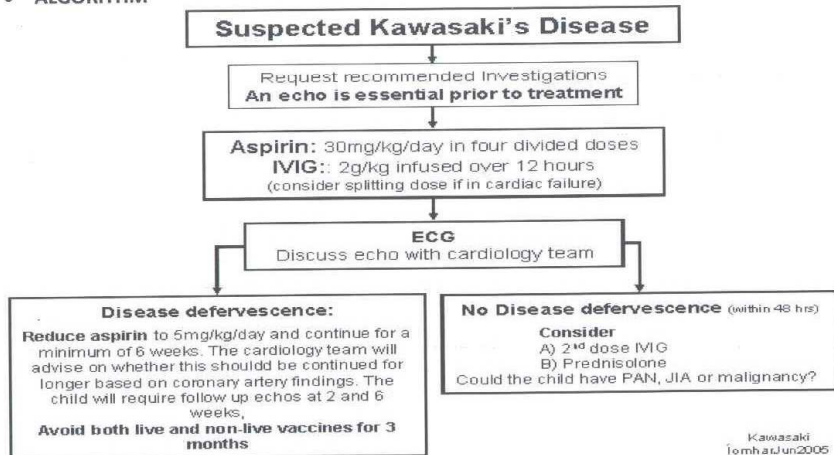 • ALGORITHM
Suspected Kawasaki's Disease
Request recommended Investigations
An echo is essential prior to treatment
Aspirin: 30mg/kg/day in four divided doses
IVIG:: 2g/kg infused over 12 hours
(consider splitting dose if in cardiac failure)
ECG
Discuss echo with cardiology team
Disease defervescence:
Reduce aspirin to 5mg/kg/day and continue for a
minimum of 6 weeks. The cardiology team will
advise on whether this shouldd be continued for
longer based on coronary artery findings. The
child will require follow up echos at 2 and 6
weeks,
Avoid both live and non-live vaccines for 3
months
No Disease defervescence (within 48 hrs)
Consider
A) 2nd dose IVIG
B) Prednisolone
Could the child have PAN, JIA or malignancy?
Kawasaki